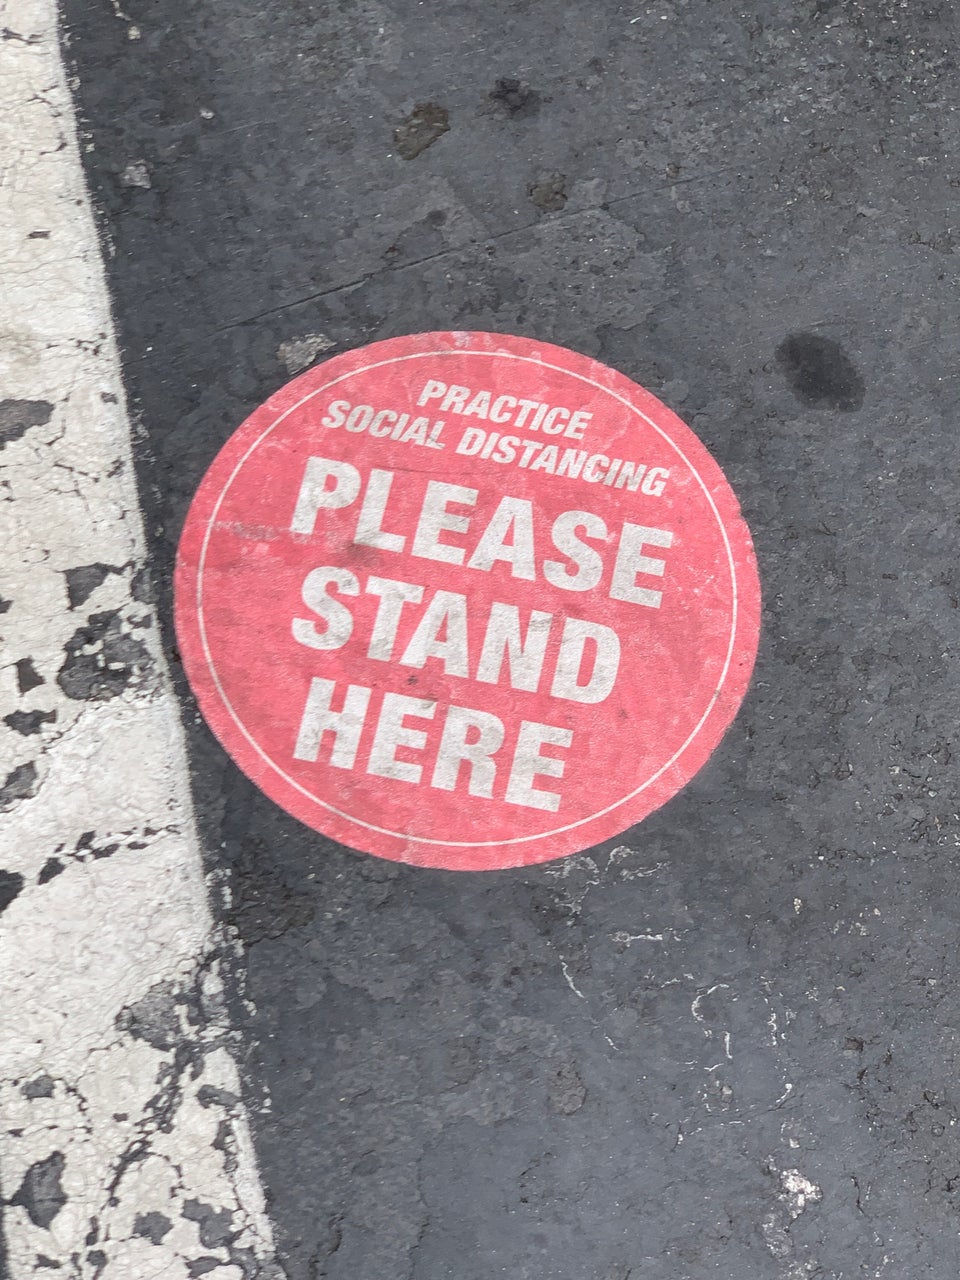 PRACTICE
SOCIAL DISTANCING
PLEASE
STAND
HERE